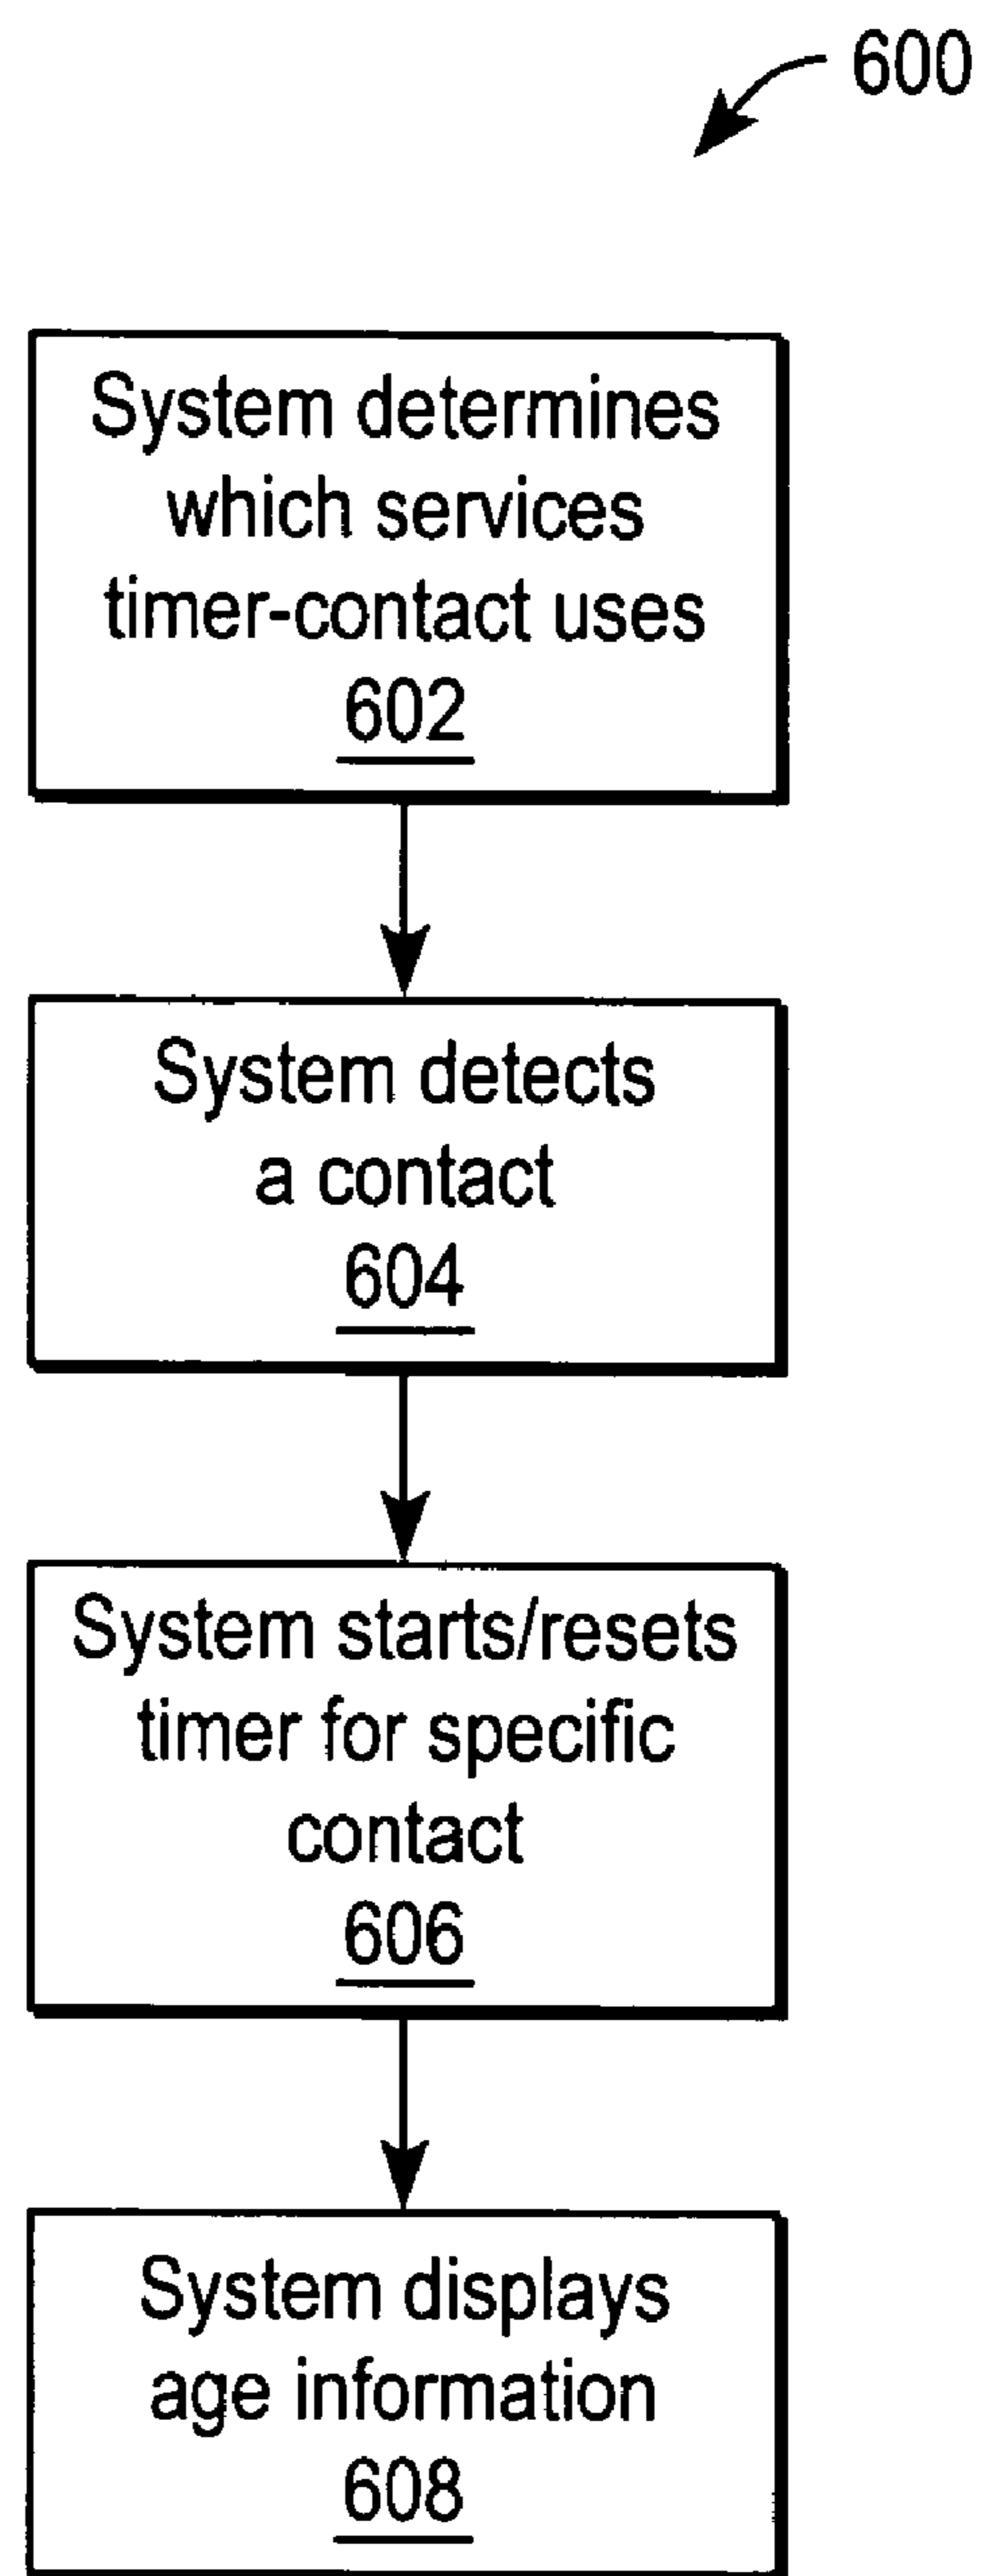 600
System determines
which services
timer-contact uses
602
System detects
a contact
604
System starts/resets
timer for specific
contact
606
System displays
age information
608